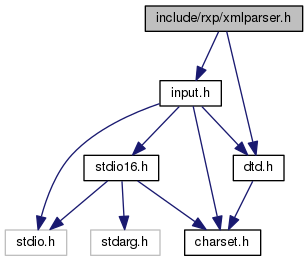 include/rxp/xmlparser.h
input.h
stdio16.h
dtd.h
stdio.h
stdarg.h
charset.h